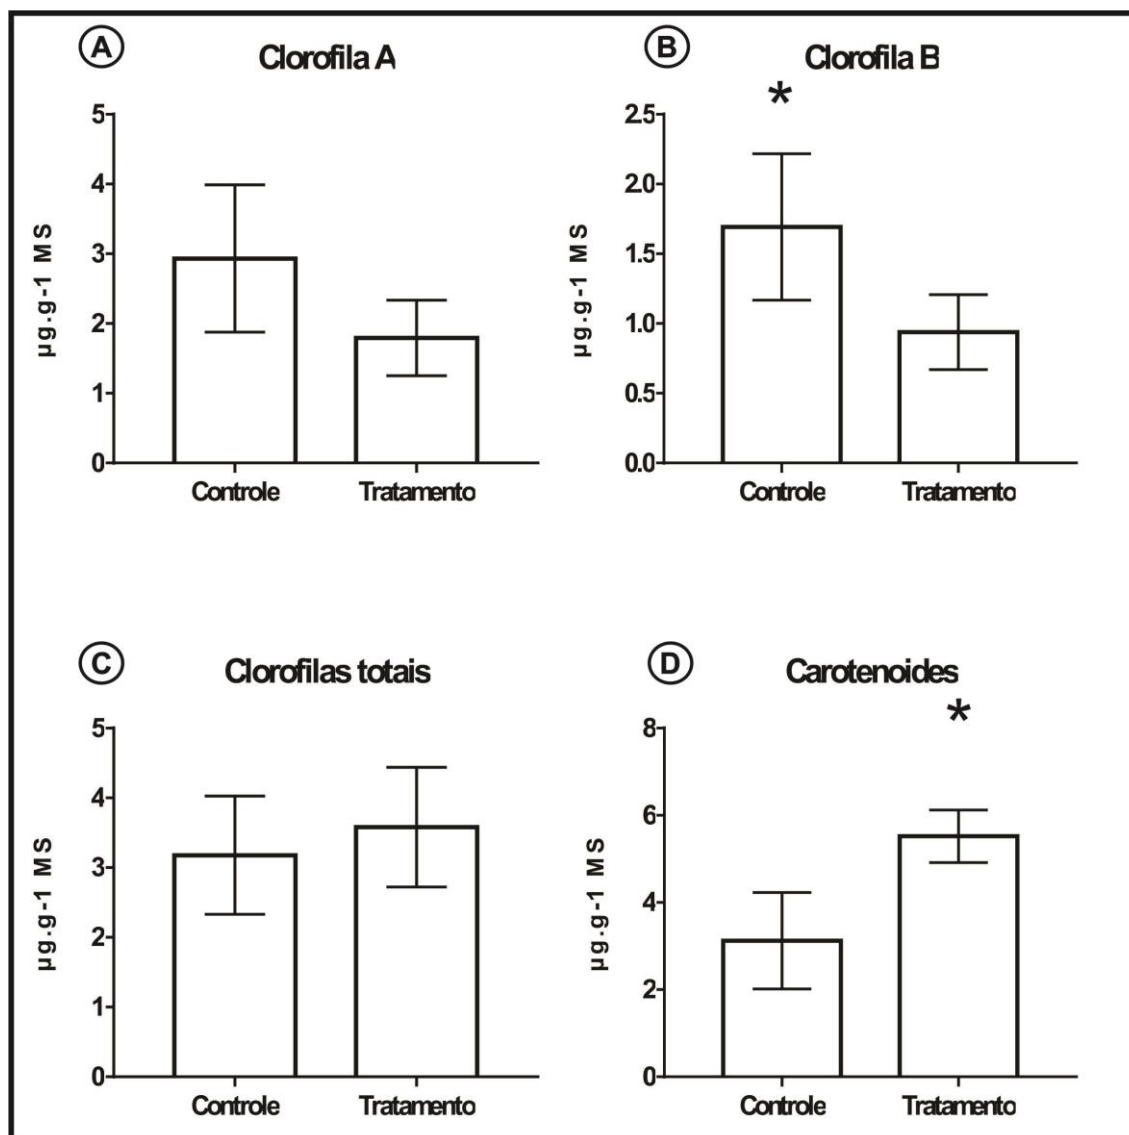 A
Clorofila A
5
4
3
2
1
0
µg.g-1 MS
Controle
Tratamento
B
Clorofila B
*
2.5
2.0
1.5
1.0
0.5
0.0
µg.g-1 MS
Controle
Tratamento
C
Clorofilas totais
5
4
3
2
1
0
µg.g-1 MS
Controle
Tratamento
D
Carotenoides
*
8
6
4
2
0
µg.g-1 MS
Controle
Tratamento